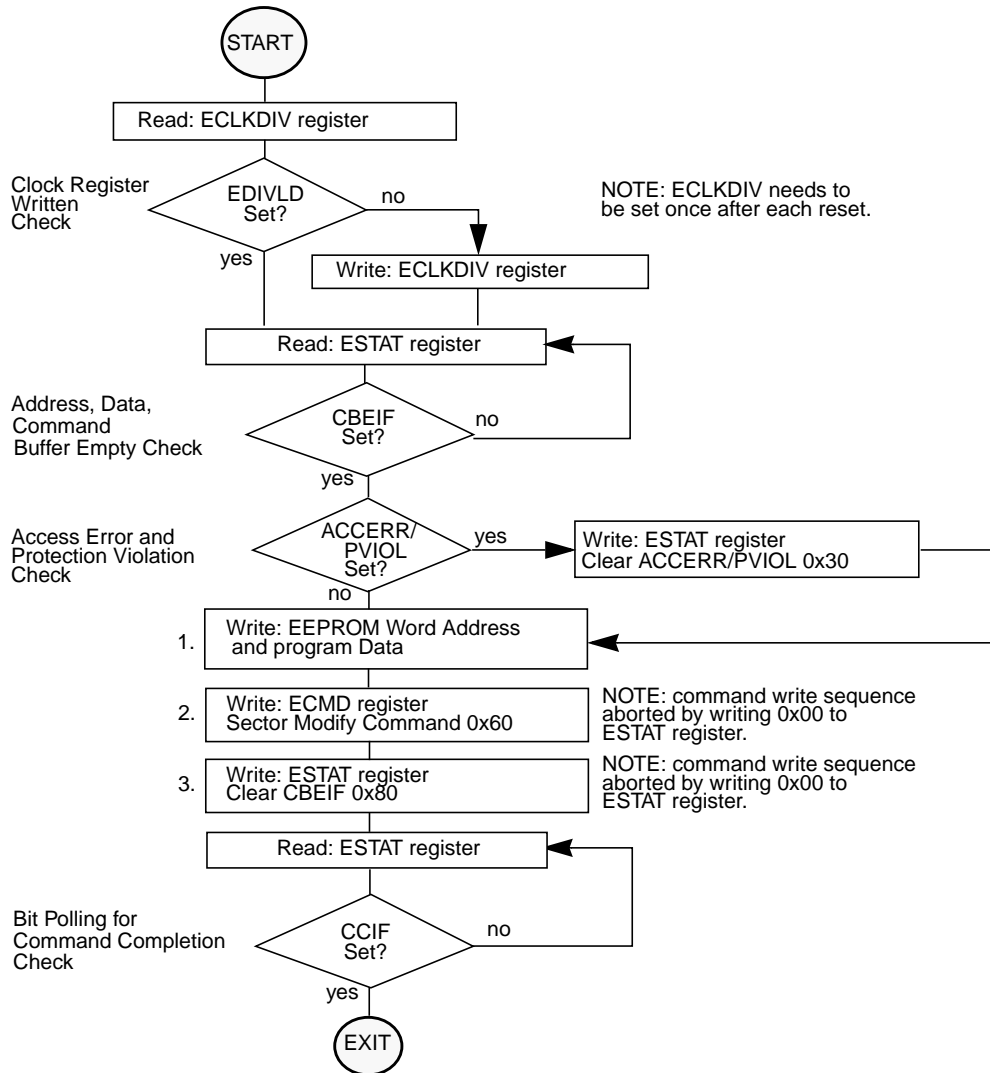 START
Read: ECLKDIV register
Clock Register
Written
Check
EDIVLD
Set?
no
yes
NOTE: ECLKDIV needs to
be set once after each reset.
Write: ECLKDIV register
Read: ESTAT register
Address, Data,
Command
Buffer Empty Check
CBEIF
Set?
no
yes
Access Error and
Protection Violation
Check
ACCERR/
PVIOL
Set?
yes
no
Write: ESTAT register
Clear ACCERR/PVIOL 0x30
1.
Write: EEPROM Word Address
and program Data
2.
Write: ECMD register
Sector Modify Command 0x60
NOTE: command write sequence
aborted by writing 0x00 to
ESTAT register.
3.
Write: ESTAT register
Clear CBEIF 0x80
NOTE: command write sequence
aborted by writing 0x00 to
ESTAT register.
Read: ESTAT register
Bit Polling for
Command Completion
Check
CCIF
Set?
no
yes
EXIT